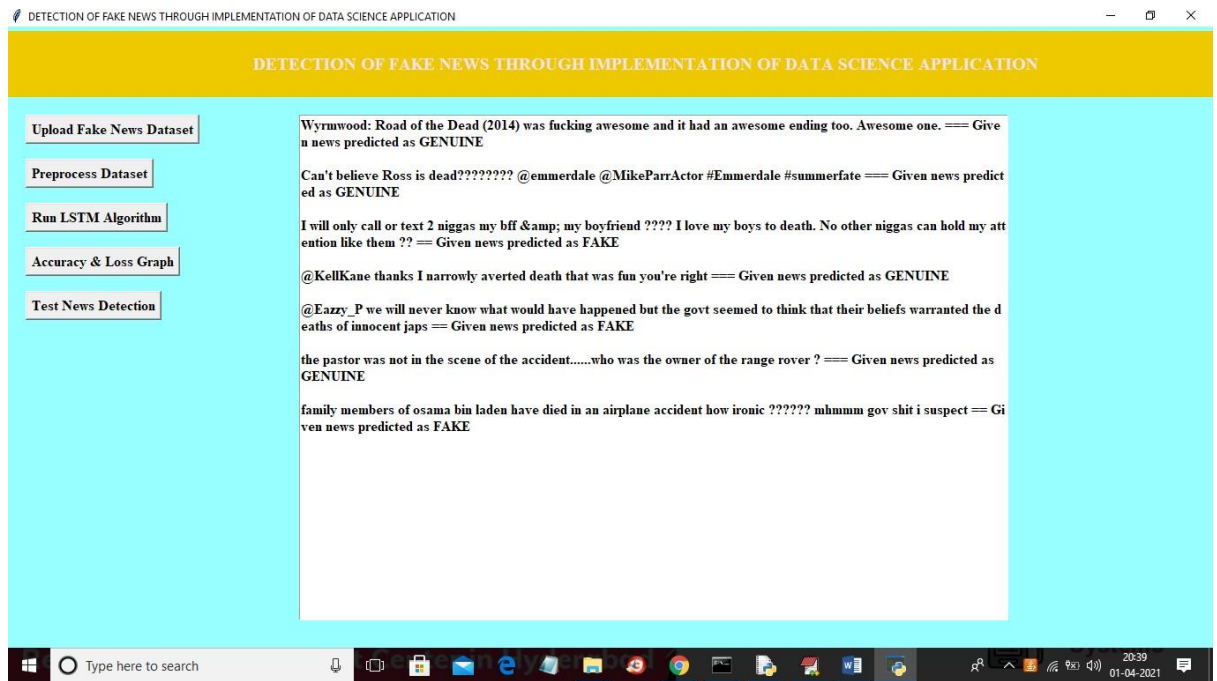 DETECTION OF FAKE NEWS THROUGH IMPLEMENTATION OF DATA SCIENCE APPLICATION
DETECTION OF FAKE NEWS THROUGH IMPLEMENTATION OF DATA SCIENCE APPLICATION
Upload Fake News Dataset
Preprocess Dataset
Run LSTM Algorithm
Accuracy & Loss Graph
Test News Detection
Wyrmwood: Road of the Dead (2014) was fucking awesome and it had an awesome ending too. Awesome one. === Give
n news predicted as GENUINE
Can't believe Ross is dead???????? @emmerdale @MikeParrActor #Emmerdale #summerfate === Given news predict
ed as GENUINE
I will only call or text 2 niggas my bff &amp; my boyfriend ???? I love my boys to death. No other niggas can hold my att
ention like them ?? == Given news predicted as FAKE
@KellKane thanks I narrowly averted death that was fun you're right === Given news predicted as GENUINE
@Eazzy_P we will never know what would have happened but the govt seemed to think that their beliefs warranted the d
eaths of innocent japs == Given news predicted as FAKE
the pastor was not in the scene of the accident......who was the owner of the range rover ? === Given news predicted as
GENUINE
family members of osama bin laden have died in an airplane accident how ironic ?????? mhmmm gov shit i suspect == Gi
ven news predicted as FAKE
Type here to search
20:39
01-04-2021